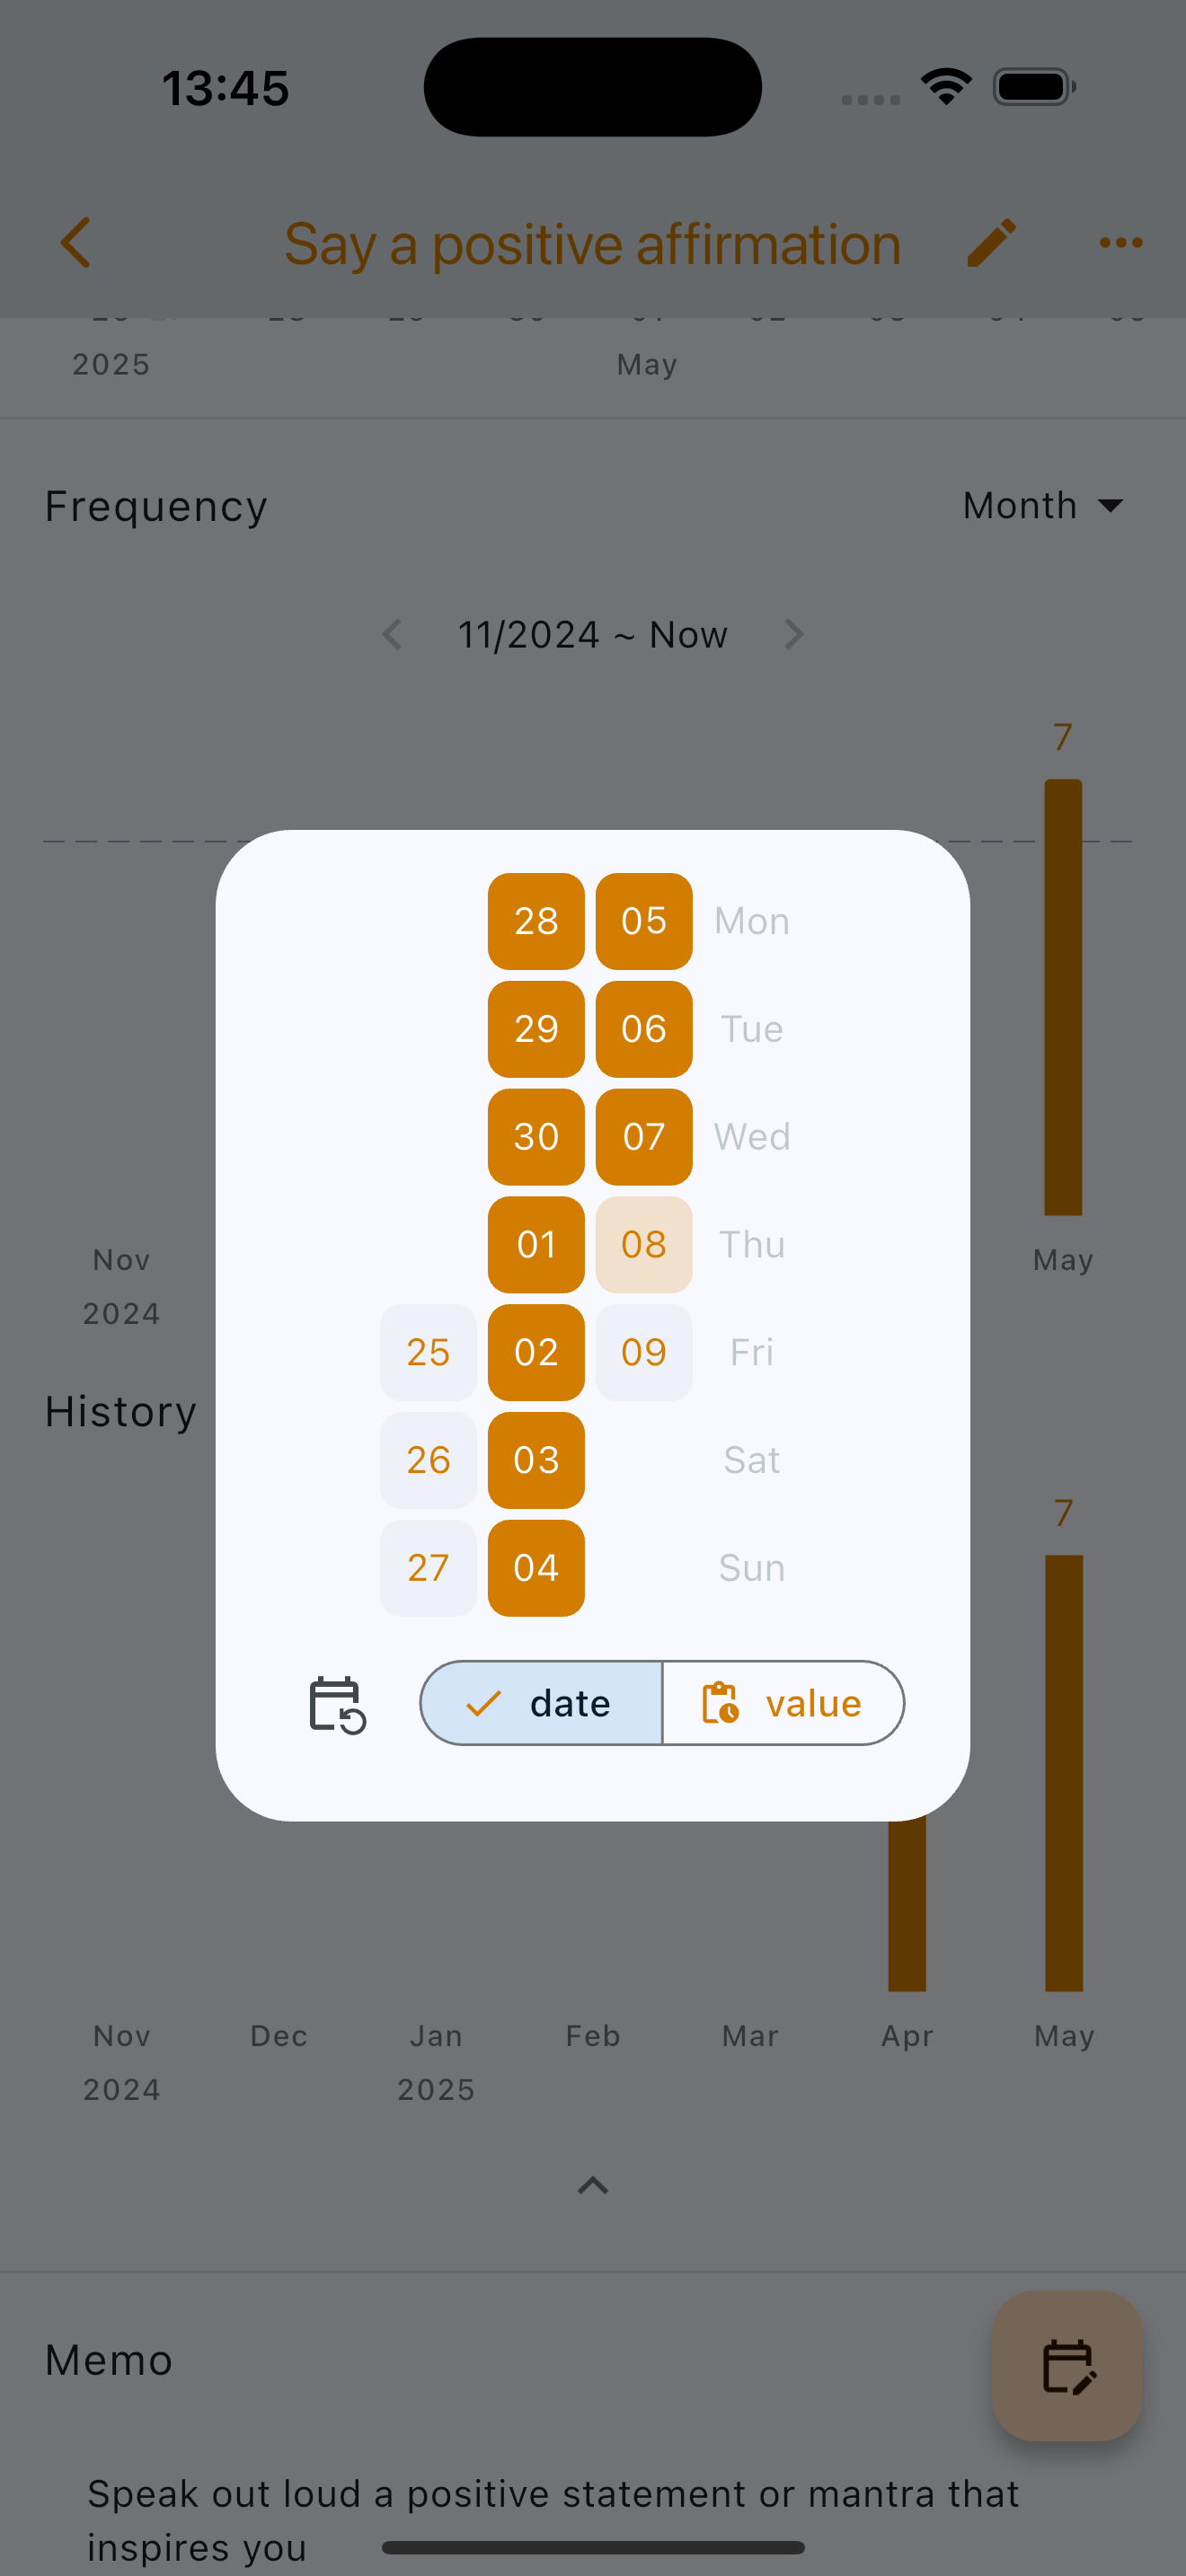 13:45
Say a positive affirmation
2025 May
Frequency Month
11/2024 ~ Now
7
28 05 Mon
29 06 Tue
30 07 Wed
01 08 Thu
25 02 09 Fri
26 03 Sat
27 04 Sun
date value
Nov May
2024
History
7
Nov Dec Jan Feb Mar Apr May
2024 2025
Memo
Speak out loud a positive statement or mantra that
inspires you